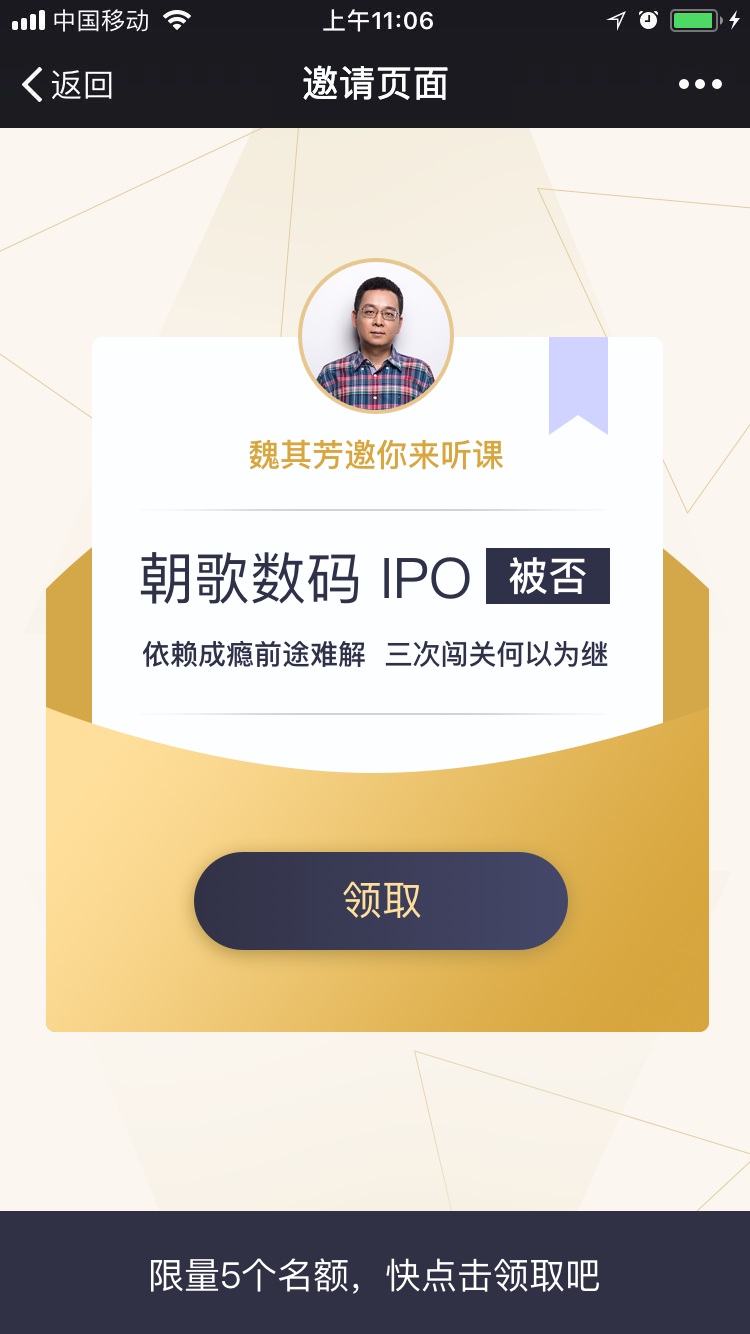 中国移动 上午11:06
返回 邀请页面
魏其芳邀你来听课
朝歌数码 IPO 被否
依赖成瘾前途难解 三次闯关何以为继
领取
限量5个名额，快点击领取吧